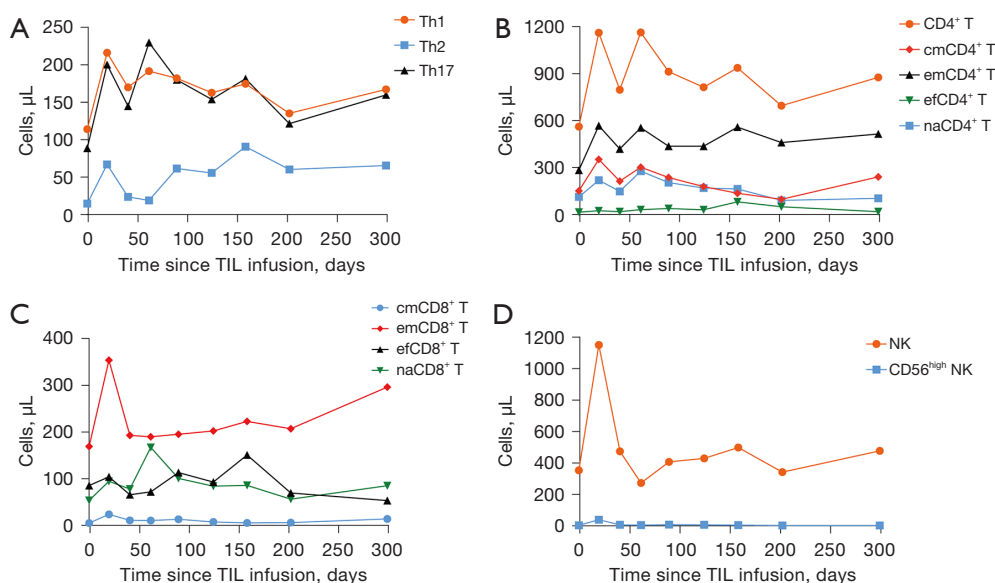 A
250
200
150
100
50
0
Cells, μL
0 50 100 150 200 250 300
Time since TIL infusion, days
Th1
Th2
Th17
B
1200
900
600
300
0
Cells, μL
0 50 100 150 200 250 300
Time since TIL infusion, days
CD4⁺ T
cmCD4⁺ T
emCD4⁺ T
efCD4⁺ T
naCD4⁺ T
C
400
300
200
100
0
Cells, μL
0 50 100 150 200 250 300
Time since TIL infusion, days
cmCD8⁺ T
emCD8⁺ T
efCD8⁺ T
naCD8⁺ T
D
1200
1000
800
600
400
200
0
Cells, μL
0 50 100 150 200 250 300
Time since TIL infusion, days
NK
CD56ʰⁱᵍʰ NK